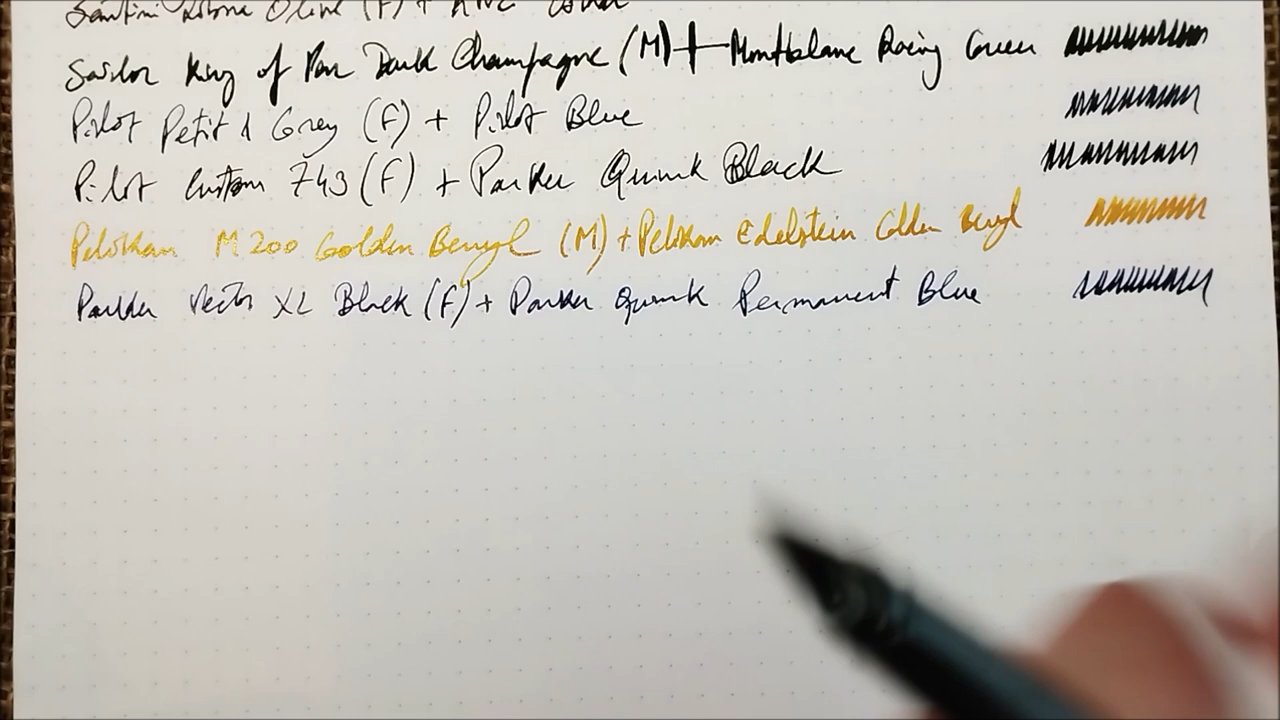 Olive (F) +
Sailor King of Pen Dark Champagne (M) + Montblanc Racing Green
Pilot Petit 1 Grey (F) + Pilot Blue
Pilot Custom 743 (F) + Parker Quink Black
Pelikan M200 Golden Beryl (M) + Pelikan Edelstein Golden Beryl
Parker Vector XL Black (F) + Parker Quink Permanent Blue